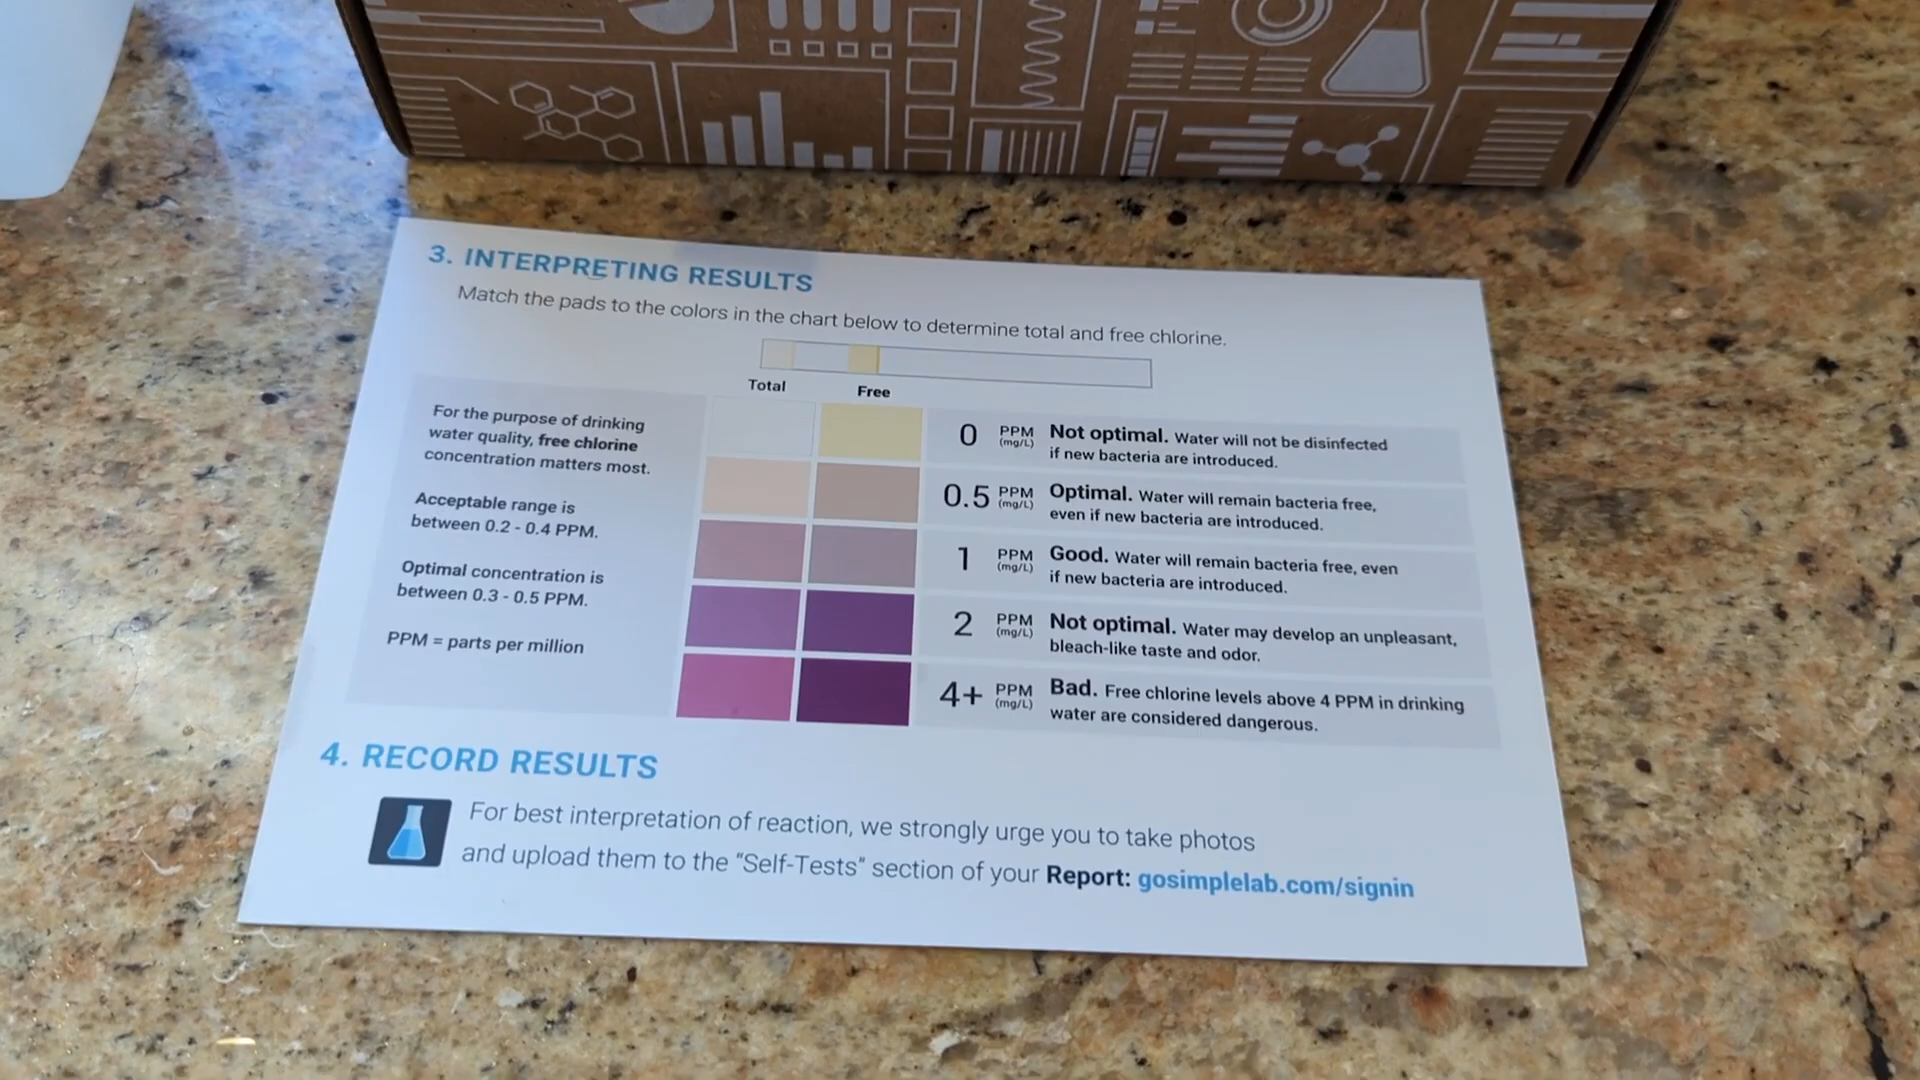 3. INTERPRETING RESULTS
Match the pads to the colors in the chart below to determine total and free chlorine.
Total Free
For the purpose of drinking
water quality, free chlorine
concentration matters most.
Acceptable range is
between 0.2 - 0.4 PPM.
Optimal concentration is
between 0.3 - 0.5 PPM.
PPM = parts per million
0 PPM (mg/L) Not optimal. Water will not be disinfected
if new bacteria are introduced.
0.5 PPM (mg/L) Optimal. Water will remain bacteria free,
even if new bacteria are introduced.
1 PPM (mg/L) Good. Water will remain bacteria free, even
if new bacteria are introduced.
2 PPM (mg/L) Not optimal. Water may develop an unpleasant,
bleach-like taste and odor.
4+ PPM (mg/L) Bad. Free chlorine levels above 4 PPM in drinking
water are considered dangerous.
4. RECORD RESULTS
For best interpretation of reaction, we strongly urge you to take photos
and upload them to the "Self-Tests" section of your Report: gosimplelab.com/signin